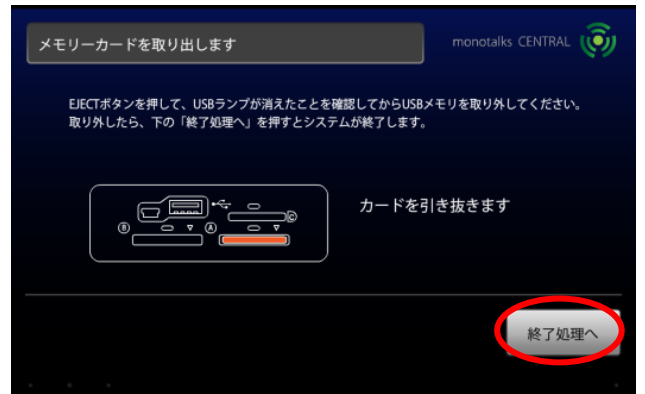 メモリーカードを取り出します
monotalks CENTRAL
EJECTボタンを押して、USBランプが消えたことを確認してからUSBメモリを取り外してください。
取り外したら、下の「終了処理へ」を押すとシステムが終了します。
カードを引き抜きます
C
B A
終了処理へ